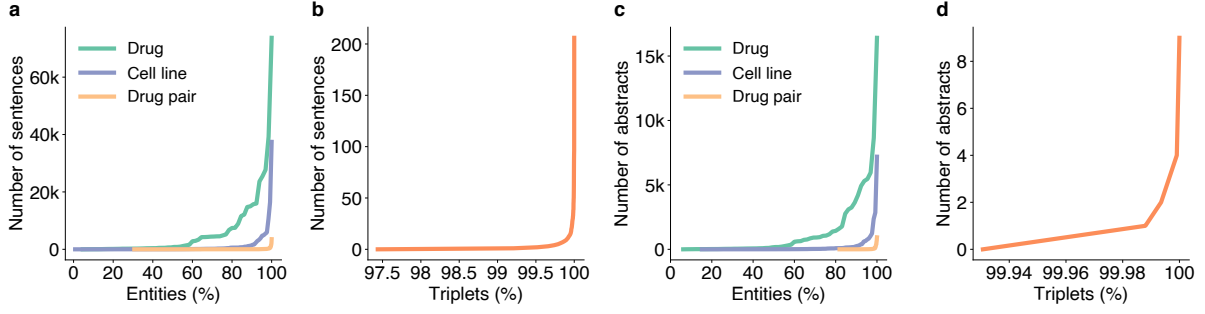 a
Number of sentences
60k
40k
20k
0
Drug
Cell line
Drug pair
0 20 40 60 80 100
Entities (%)
b
Number of sentences
200
150
100
50
0
97.5 98 98.5 99 99.5 100
Triplets (%)
c
Number of abstracts
15k
10k
5k
0
Drug
Cell line
Drug pair
0 20 40 60 80 100
Entities (%)
d
Number of abstracts
8
6
4
2
0
99.94 99.96 99.98 100
Triplets (%)